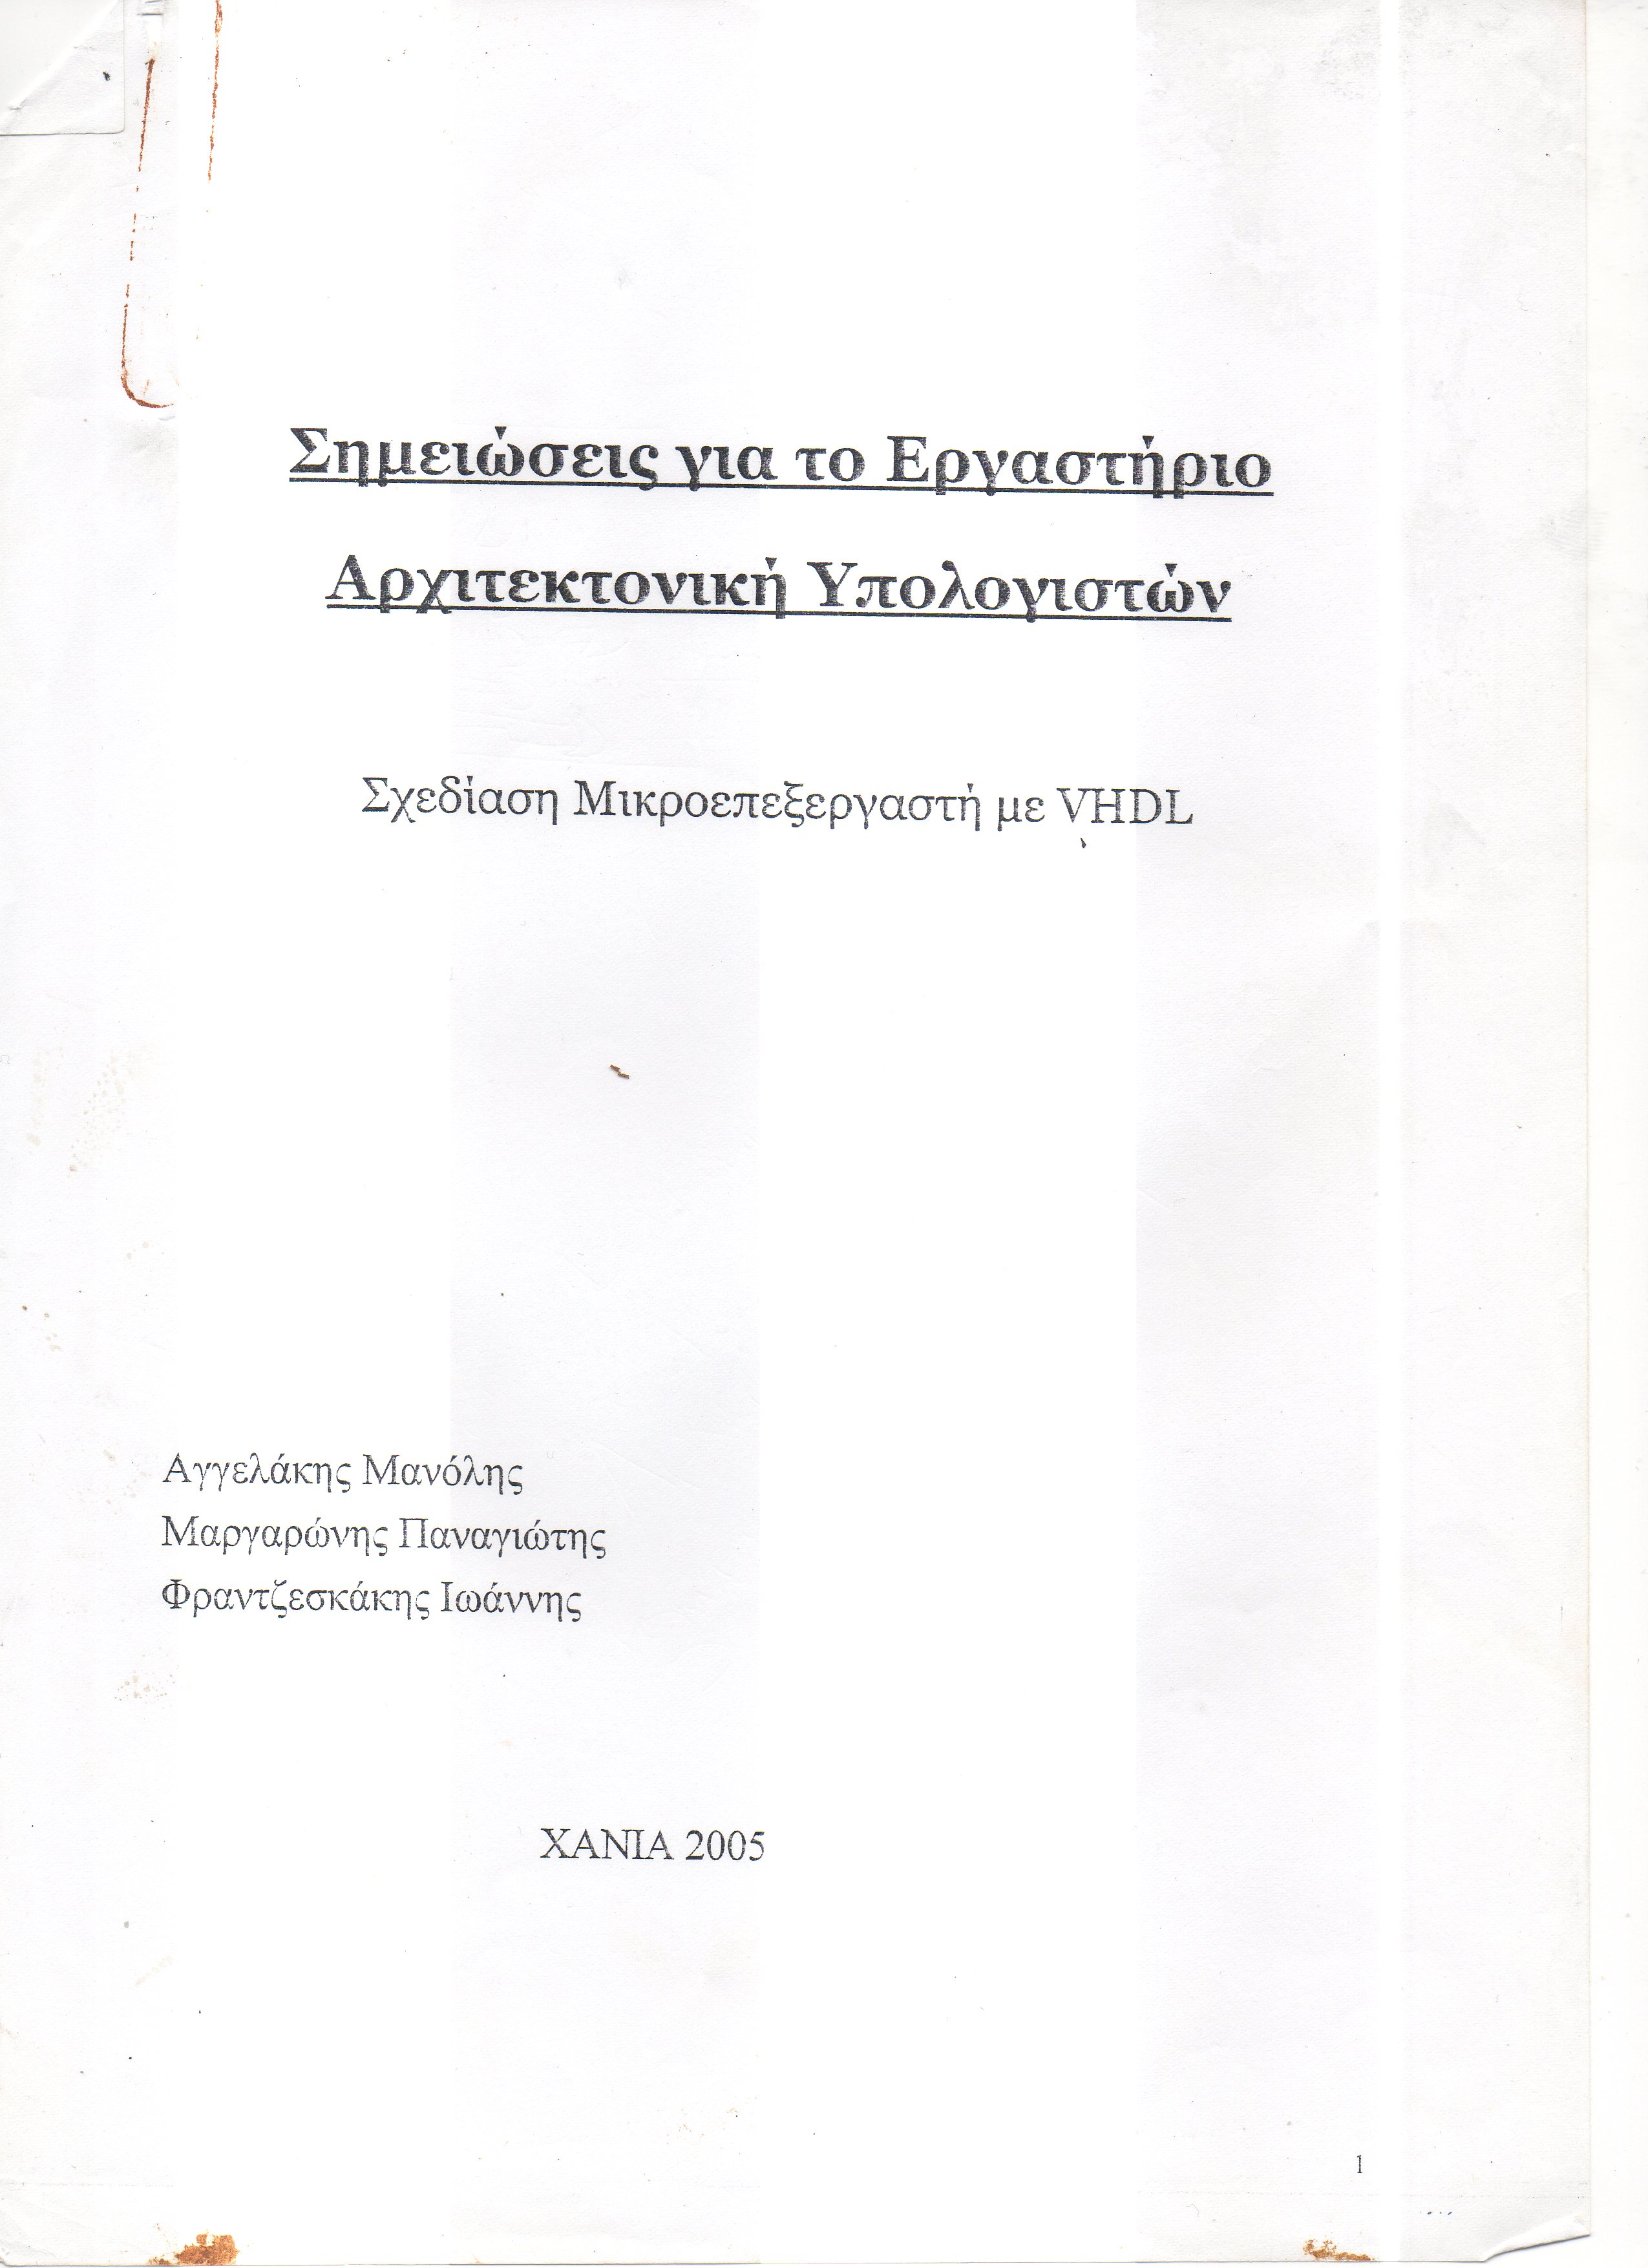 Σημειώσεις για το Εργαστήριο
Αρχιτεκτονική Υπολογιστών
Σχεδίαση Μικροεπεξεργαστή με VHDL
Αγγελάκης Μανόλης
Μαργαρώνης Παναγιώτης
Φραντζεσκάκης Ιωάννης
ΧΑΝΙΑ 2005
1